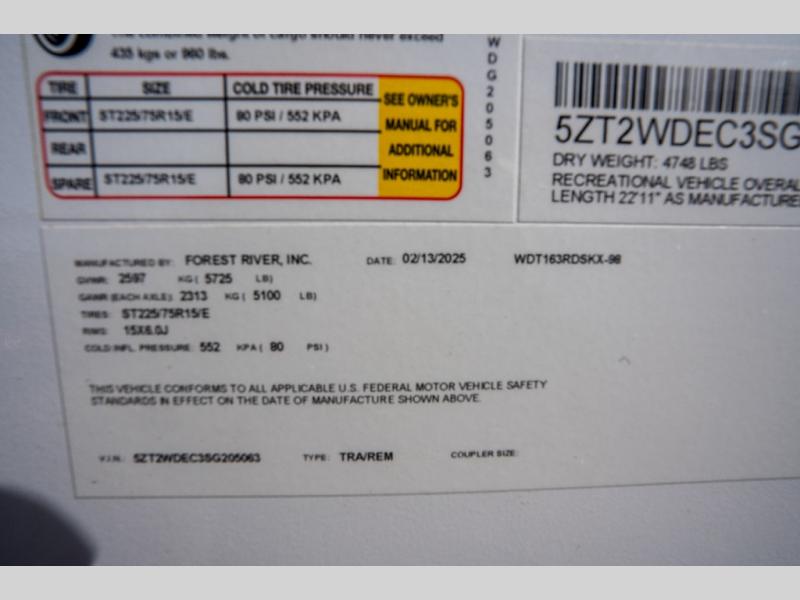 435 kgs or 960 lbs.
TIRE SIZE COLD TIRE PRESSURE SEE OWNER'S MANUAL FOR ADDITIONAL INFORMATION
FRONT ST225/75R15/E 80 PSI / 552 KPA
REAR
SPARE ST225/75R15/E 80 PSI / 552 KPA
WDG205063
5ZT2WDEC3SG
DRY WEIGHT: 4748 LBS
RECREATIONAL VEHICLE OVERAL
LENGTH 22'11" AS MANUFACTURE
MANUFACTURED BY: FOREST RIVER, INC. DATE: 02/13/2025 WDT163RDSKX-98
GVWR: 2597 KG ( 5725 LB)
GAWR (EACH AXLE): 2313 KG ( 5100 LB)
TIRES: ST225/75R15/E
RIMS: 15X6.0J
COLD INFL. PRESSURE: 552 KPA ( 80 PSI)
THIS VEHICLE CONFORMS TO ALL APPLICABLE U.S. FEDERAL MOTOR VEHICLE SAFETY
STANDARDS IN EFFECT ON THE DATE OF MANUFACTURE SHOWN ABOVE.
V.I.N.: 5ZT2WDEC3SG205063 TYPE: TRA/REM COUPLER SIZE: